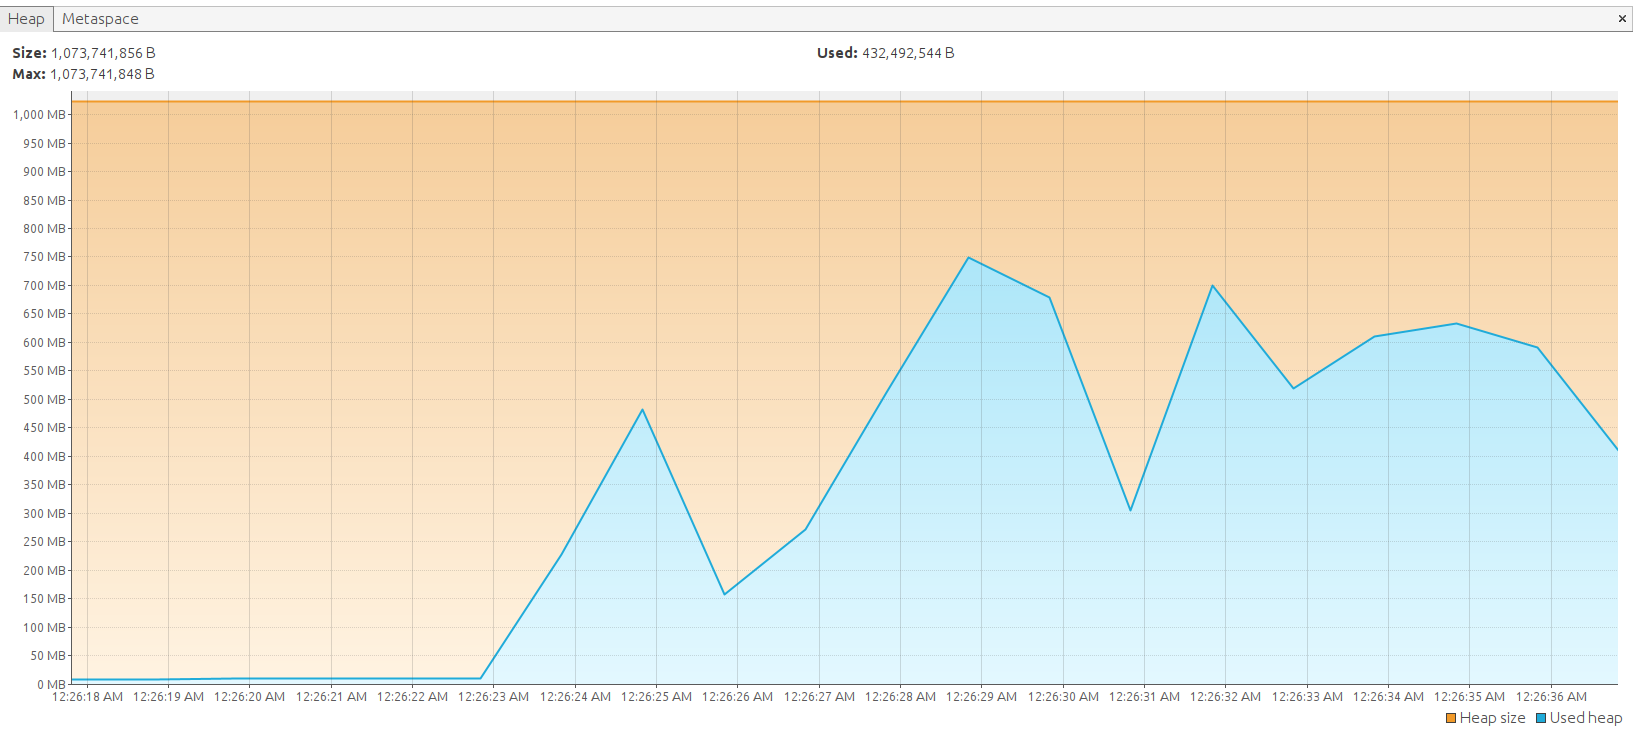 Heap Metaspace ×
Size: 1,073,741,856 B Used: 432,492,544 B
Max: 1,073,741,848 B
1,000 MB
950 MB
900 MB
850 MB
800 MB
750 MB
700 MB
650 MB
600 MB
550 MB
500 MB
450 MB
400 MB
350 MB
300 MB
250 MB
200 MB
150 MB
100 MB
50 MB
0 MB
12:26:18 AM 12:26:19 AM 12:26:20 AM 12:26:21 AM 12:26:22 AM 12:26:23 AM 12:26:24 AM 12:26:25 AM 12:26:26 AM 12:26:27 AM 12:26:28 AM 12:26:29 AM 12:26:30 AM 12:26:31 AM 12:26:32 AM 12:26:33 AM 12:26:34 AM 12:26:35 AM 12:26:36 AM
Heap size Used heap